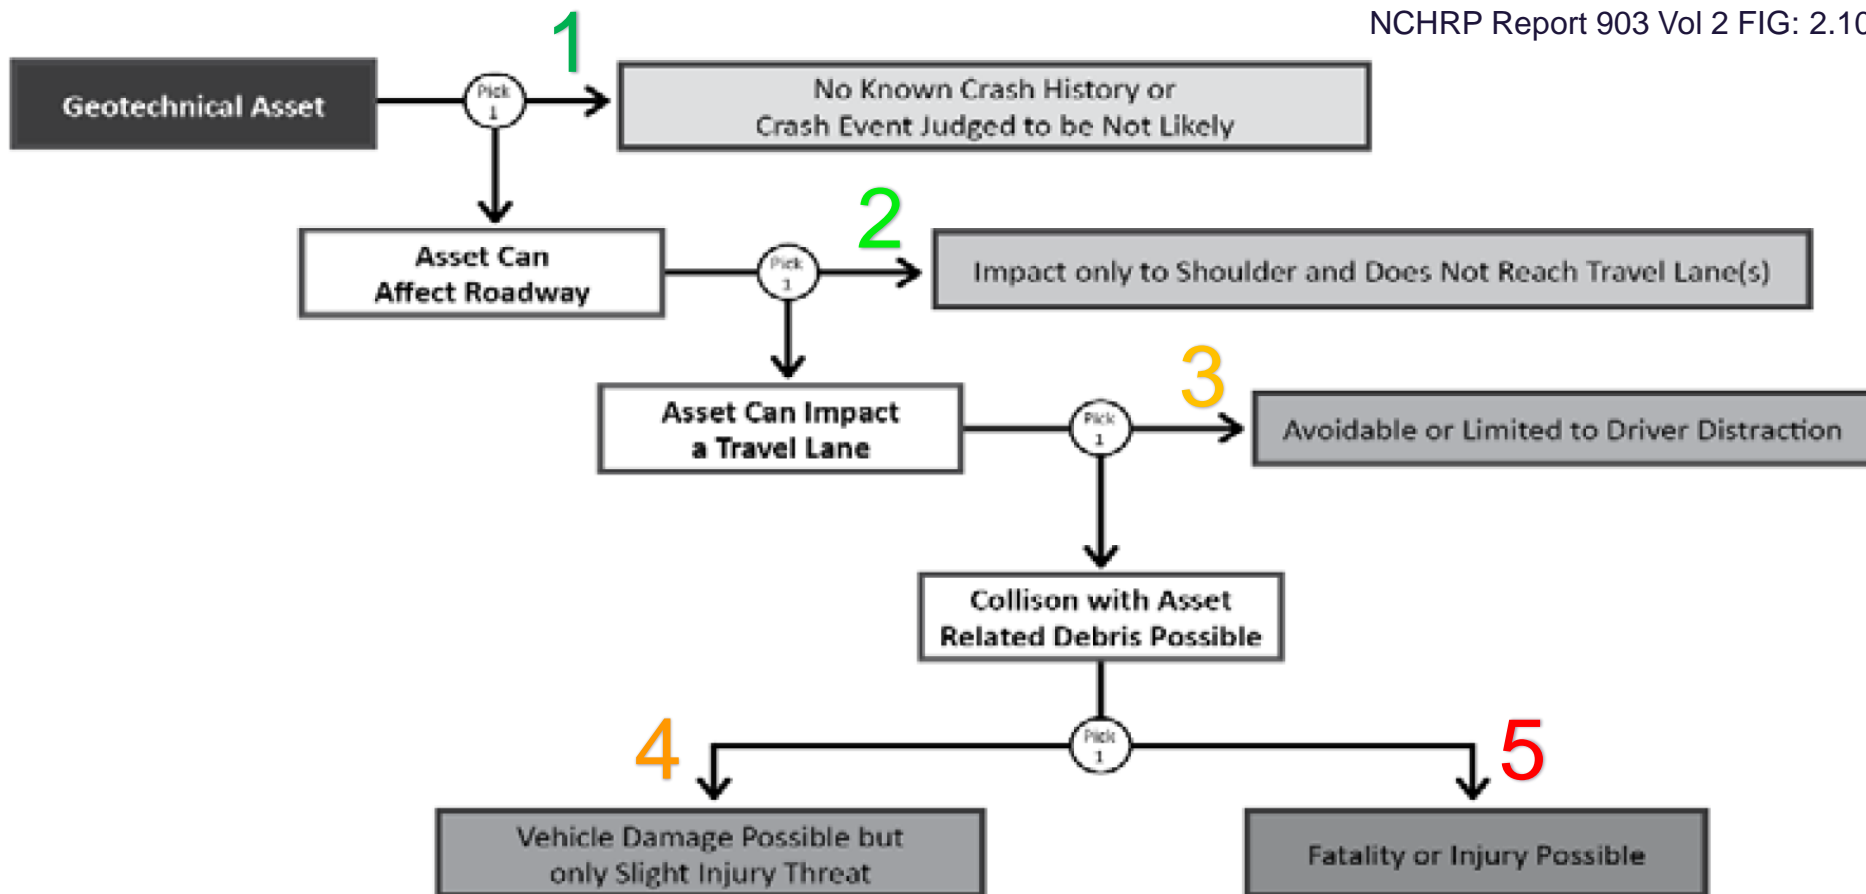 NCHRP Report 903 Vol 2 FIG: 2.10
1
Geotechnical Asset
Pick
1
No Known Crash History or
Crash Event Judged to be Not Likely
2
Asset Can
Affect Roadway
Pick
1
Impact only to Shoulder and Does Not Reach Travel Lane(s)
3
Asset Can Impact
a Travel Lane
Pick
1
Avoidable or Limited to Driver Distraction
Collison with Asset
Related Debris Possible
4
Pick
1
5
Vehicle Damage Possible but
only Slight Injury Threat
Fatality or Injury Possible